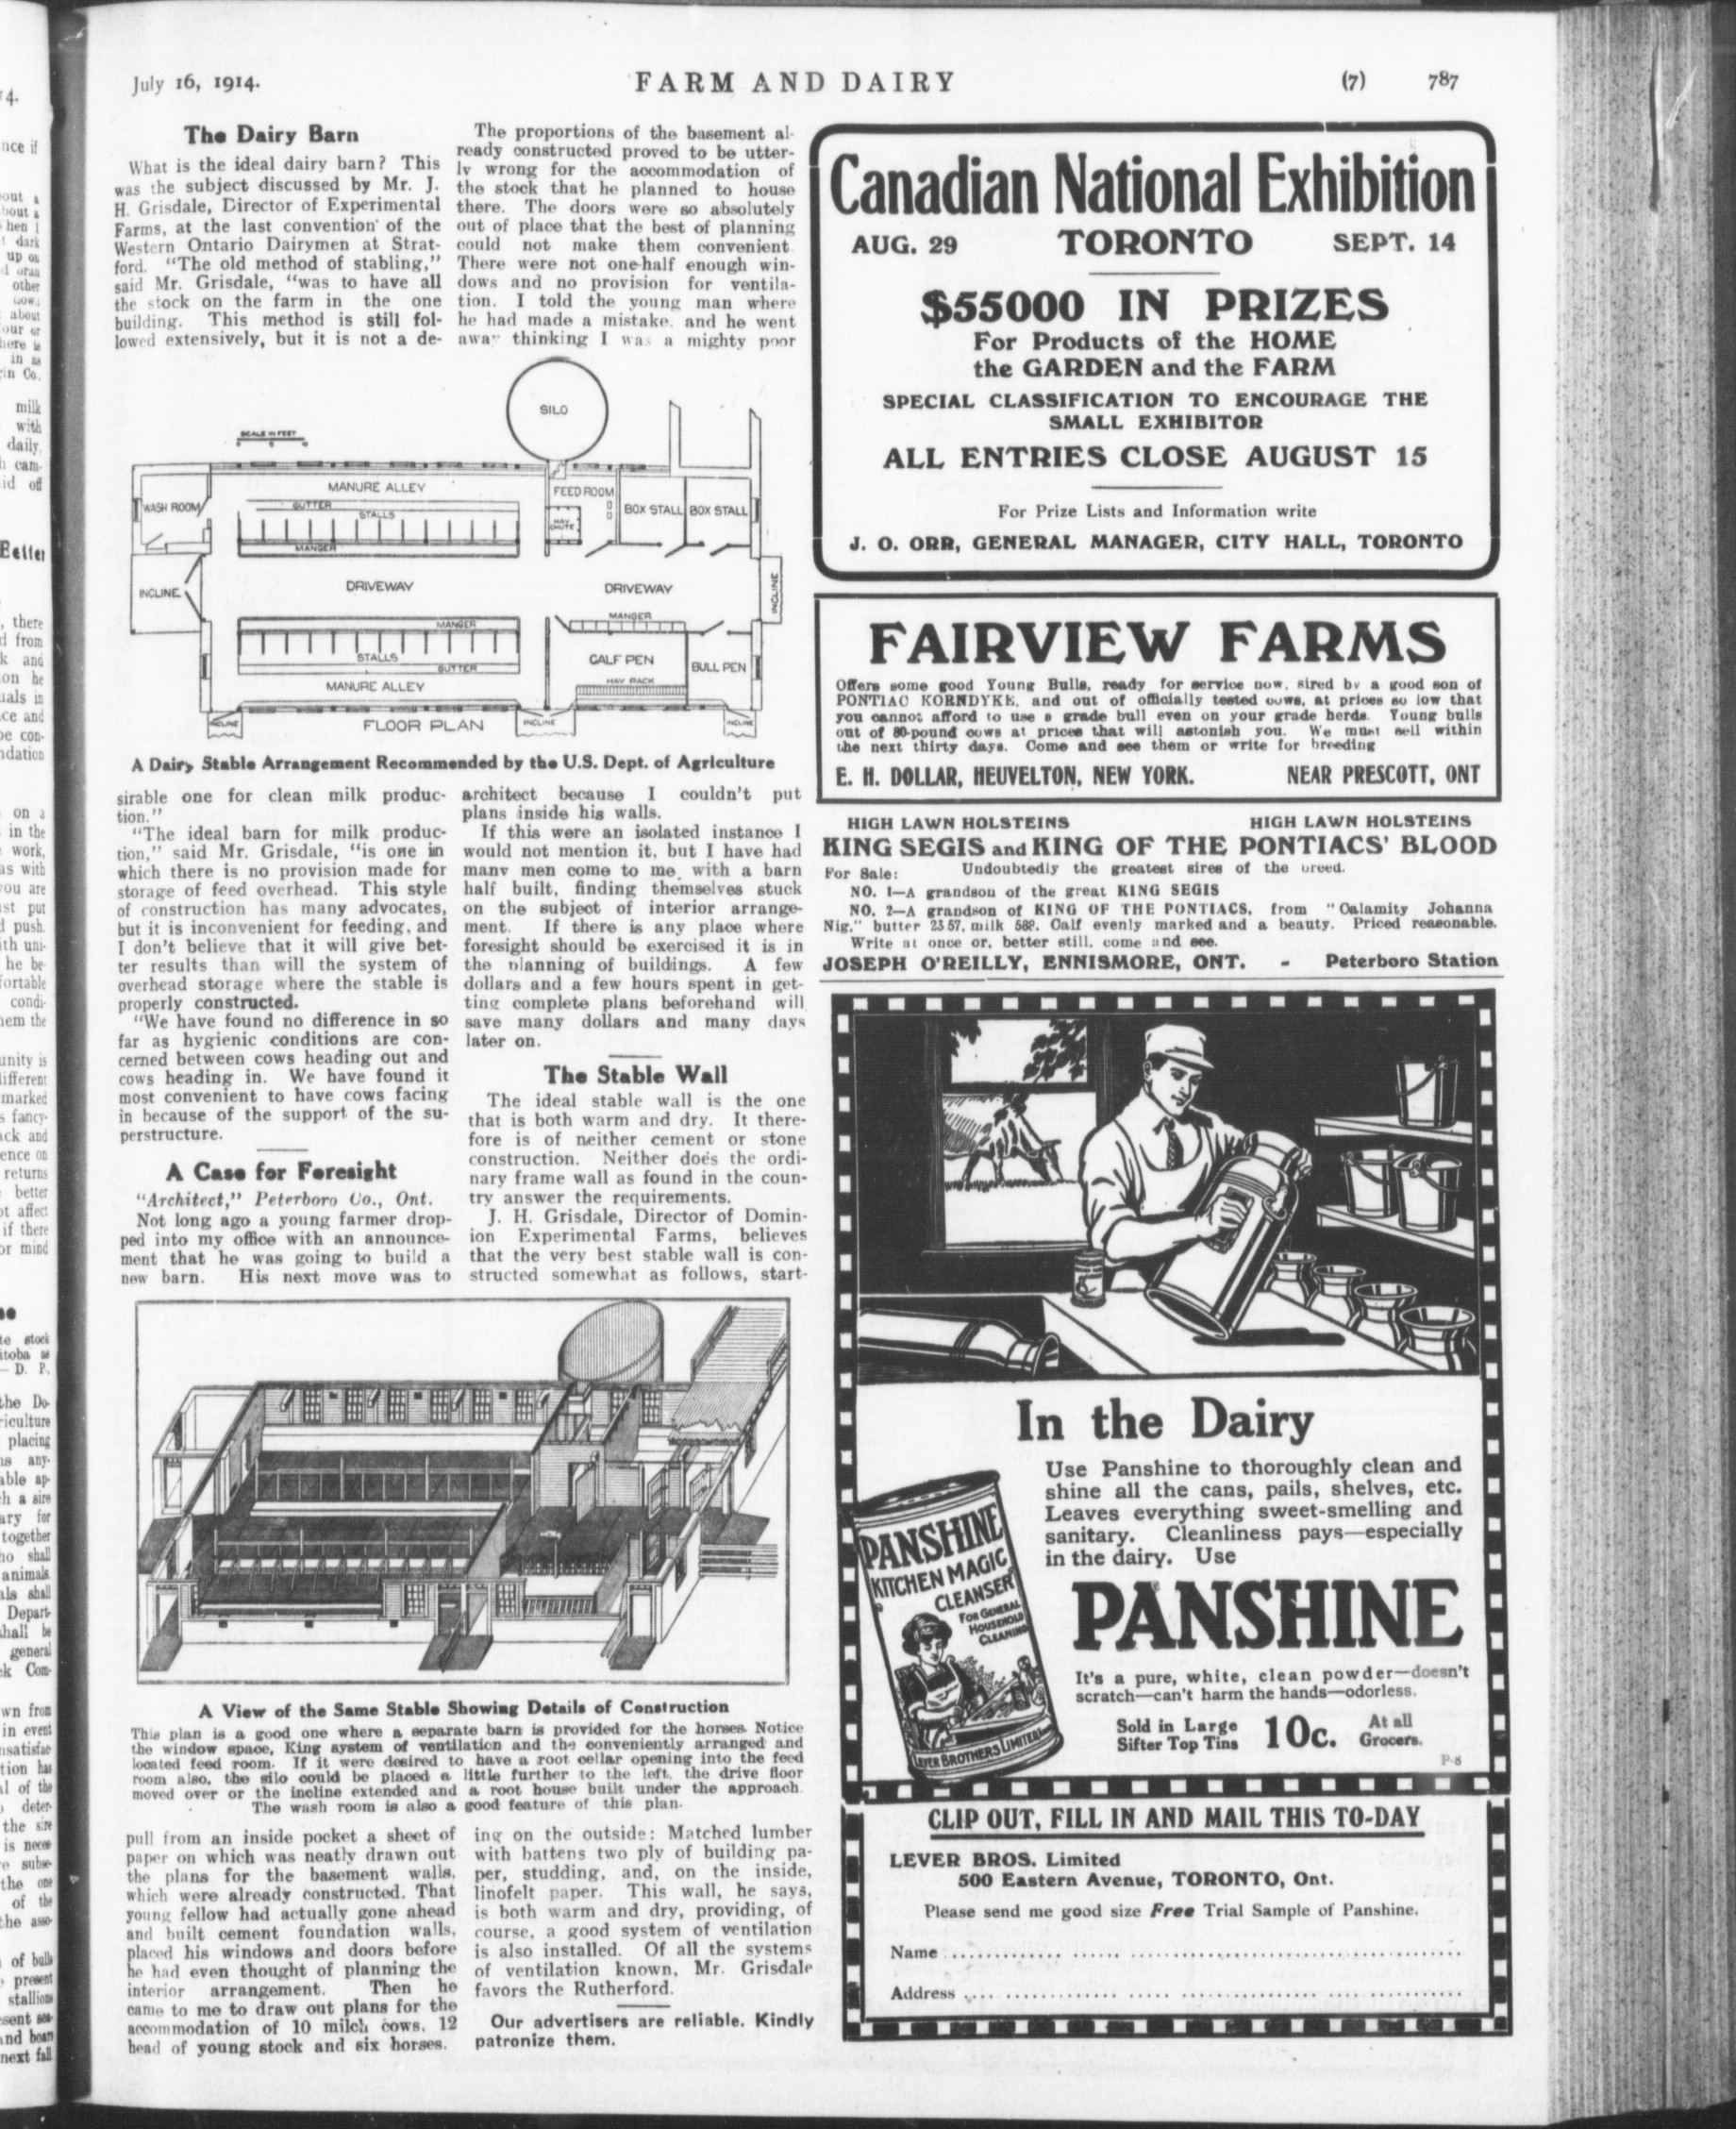 July 16, 1914.
FARM AND DAIRY
(7) 787
The Dairy Barn
What is the ideal dairy barn? This
was the subject discussed by Mr. J.
H. Grisdale, Director of Experimental
Farms, at the last convention of the
Western Ontario Dairymen at Strat-
ford. "The old method of stabling,"
said Mr. Grisdale, "was to have all
the stock on the farm in the one
building. This method is still fol-
lowed extensively, but it is not a de-
The proportions of the basement al-
ready constructed proved to be utter-
ly wrong for the accommodation of
the stock that he planned to house
there. The doors were so absolutely
out of place that the best of planning
could not make them convenient.
There were not one-half enough win-
dows and no provision for ventila-
tion. I told the young man where
he had made a mistake. and he went
away thinking I was a mighty poor
SILO
SCALE IN FEET
MANURE ALLEY
WASH ROOM
GUTTER
STALLS
MANGER
FEED ROOM
HAY CHUTE
BOX STALL
BOX STALL
INCLINE
DRIVEWAY
DRIVEWAY
INCLINE
MANGER
MANGER
STALLS
GUTTER
CALF PEN
BULL PEN
HAY RACK
MANURE ALLEY
INCLINE
FLOOR PLAN
INCLINE
INCLINE
A Dairy Stable Arrangement Recommended by the U.S. Dept. of Agriculture
sirable one for clean milk produc-
tion."
"The ideal barn for milk produc-
tion," said Mr. Grisdale, "is one in
which there is no provision made for
storage of feed overhead. This style
of construction has many advocates,
but it is inconvenient for feeding, and
I don't believe that it will give bet-
ter results than will the system of
overhead storage where the stable is
properly constructed.
"We have found no difference in so
far as hygienic conditions are con-
cerned between cows heading out and
cows heading in. We have found it
most convenient to have cows facing
in because of the support of the su-
perstructure.
A Case for Foresight
"Architect," Peterboro Co., Ont.
Not long ago a young farmer drop-
ped into my office with an announce-
ment that he was going to build a
new barn. His next move was to
architect because I couldn't put
plans inside his walls.
If this were an isolated instance I
would not mention it, but I have had
many men come to me, with a barn
half built, finding themselves stuck
on the subject of interior arrange-
ment. If there is any place where
foresight should be exercised it is in
the planning of buildings. A few
dollars and a few hours spent in get-
ting complete plans beforehand will
save many dollars and many days
later on.
The Stable Wall
The ideal stable wall is the one
that is both warm and dry. It there-
fore is of neither cement or stone
construction. Neither does the ordi-
nary frame wall as found in the coun-
try answer the requirements.
J. H. Grisdale, Director of Domin-
ion Experimental Farms, believes
that the very best stable wall is con-
structed somewhat as follows, start-
A View of the Same Stable Showing Details of Construction
This plan is a good one where a separate barn is provided for the horses. Notice
the window space, King system of ventilation and the conveniently arranged and
located feed room. If it were desired to have a root cellar opening into the feed
room also, the silo could be placed a little further to the left, the drive floor
moved over or the incline extended and a root house built under the approach.
The wash room is also a good feature of this plan.
pull from an inside pocket a sheet of
paper on which was neatly drawn out
the plans for the basement walls,
which were already constructed. That
young fellow had actually gone ahead
and built cement foundation walls,
placed his windows and doors before
he had even thought of planning the
interior arrangement. Then he
came to me to draw out plans for the
accommodation of 10 milch cows, 12
head of young stock and six horses.
ing on the outside: Matched lumber
with battens two ply of building pa-
per, studding, and, on the inside,
linofelt paper. This wall, he says,
is both warm and dry, providing, of
course, a good system of ventilation
is also installed. Of all the systems
of ventilation known, Mr. Grisdale
favors the Rutherford.
Our advertisers are reliable. Kindly
patronize them.
Canadian National Exhibition
AUG. 29 TORONTO SEPT. 14
$55000 IN PRIZES
For Products of the HOME
the GARDEN and the FARM
SPECIAL CLASSIFICATION TO ENCOURAGE THE
SMALL EXHIBITOR
ALL ENTRIES CLOSE AUGUST 15
For Prize Lists and Information write
J. O. ORR, GENERAL MANAGER, CITY HALL, TORONTO
FAIRVIEW FARMS
Offers some good Young Bulls, ready for service now, sired by a good son of
PONTIAC KORNDYKE, and out of officially tested cows, at prices so low that
you cannot afford to use a grade bull even on your grade herds. Young bulls
out of 80-pound cows at prices that will astonish you. We must sell within
the next thirty days. Come and see them or write for breeding
E. H. DOLLAR, HEUVELTON, NEW YORK. NEAR PRESCOTT, ONT
HIGH LAWN HOLSTEINS HIGH LAWN HOLSTEINS
KING SEGIS and KING OF THE PONTIACS' BLOOD
For Sale: Undoubtedly the greatest sires of the breed.
NO. 1—A grandson of the great KING SEGIS
NO. 2—A grandson of KING OF THE PONTIACS, from "Calamity Johanna
Nig," butter 23 57, milk 589. Calf evenly marked and a beauty. Priced reasonable.
Write at once or, better still, come and see.
JOSEPH O'REILLY, ENNISMORE, ONT. - Peterboro Station
In the Dairy
Use Panshine to thoroughly clean and
shine all the cans, pails, shelves, etc.
Leaves everything sweet-smelling and
sanitary. Cleanliness pays—especially
in the dairy. Use
PANSHINE
It's a pure, white, clean powder—doesn't
scratch—can't harm the hands—odorless.
Sold in Large
Sifter Top Tins
10c.
At all
Grocers.
P-8
PANSHINE
KITCHEN MAGIC
CLEANSER
FOR GENERAL
HOUSEHOLD
CLEANING
LEVER BROTHERS LIMITED
CLIP OUT, FILL IN AND MAIL THIS TO-DAY
LEVER BROS. Limited
500 Eastern Avenue, TORONTO, Ont.
Please send me good size Free Trial Sample of Panshine.
Name
Address